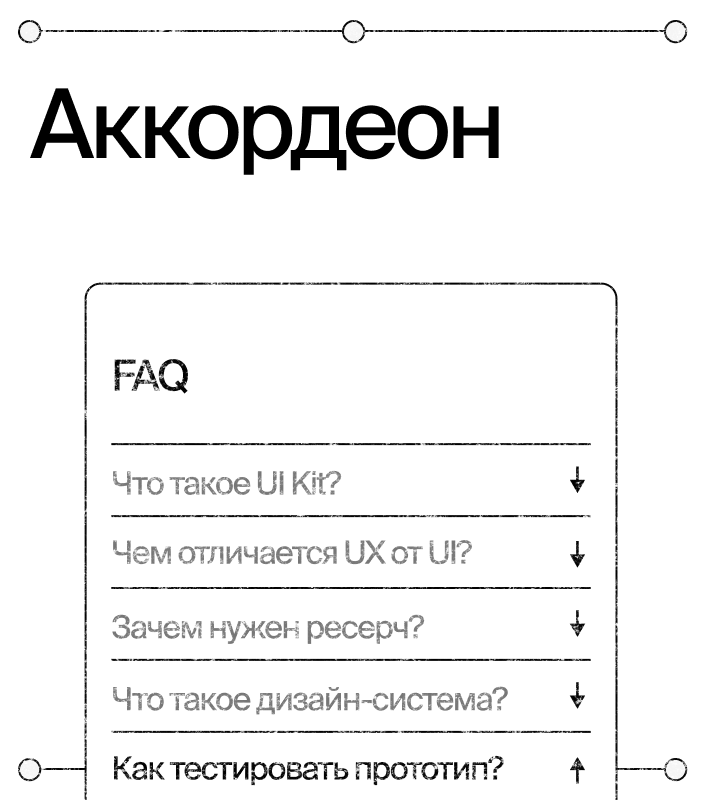 Аккордеон
FAQ
Что такое UI Kit?
Чем отличается UX от UI?
Зачем нужен ресерч?
Что такое дизайн-система?
Как тестировать прототип?